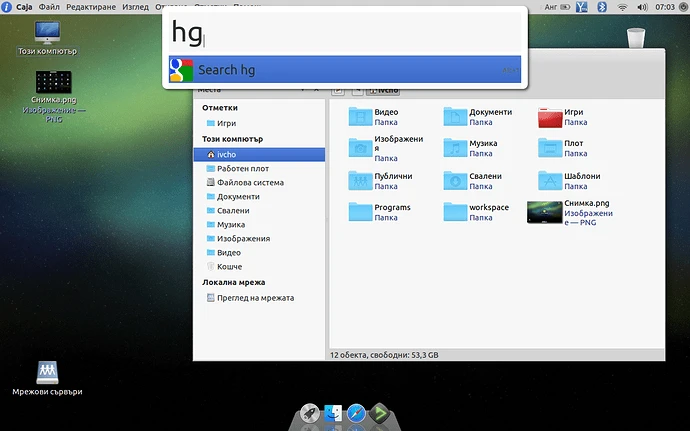 Caja Файл Редактиране Изглед
Анг 07:03
hg
Search hg
Този компютър
Снимка.png
Изображение —
PNG
Мрежови сървъри
Места
ivcho
Отметки
Игри
Този компютър
ivcho
Работен плот
Файлова система
Документи
Свалени
Музика
Изображения
Видео
Кошче
Локална мрежа
Преглед на мрежата
Видео
Папка
Документи
Папка
Игри
Папка
Изображени
я
Папка
Музика
Папка
Плот
Папка
Публични
Папка
Свалени
Папка
Шаблони
Папка
Programs
Папка
workspace
Папка
Снимка.png
Изображени
е — PNG
12 обекта, свободни: 53,3 GB